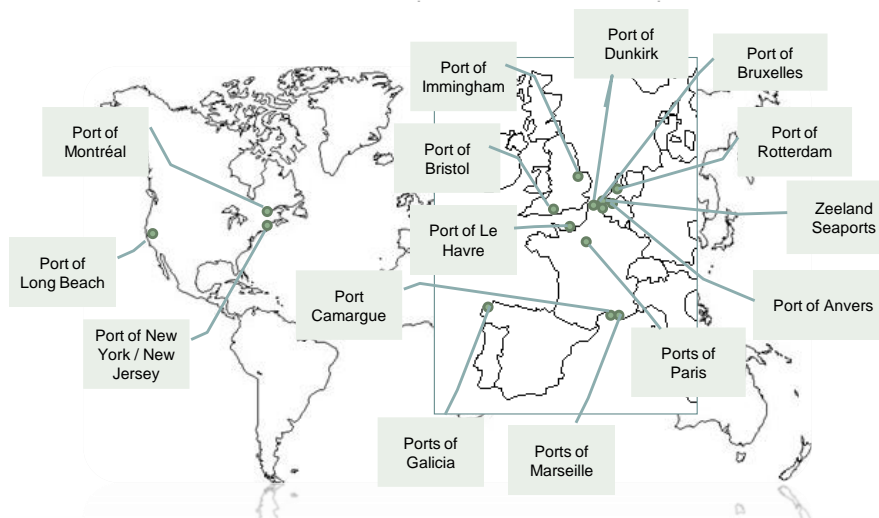 Port of
Dunkirk
Port of
Immingham
Port of
Bruxelles
Port of
Montréal
Port of
Bristol
Port of
Rotterdam
Port of Le
Havre
Zeeland
Seaports
Port of
Long Beach
Port
Camargue
Port of Anvers
Port of New
York / New
Jersey
Ports of
Paris
Ports of
Galicia
Ports of
Marseille